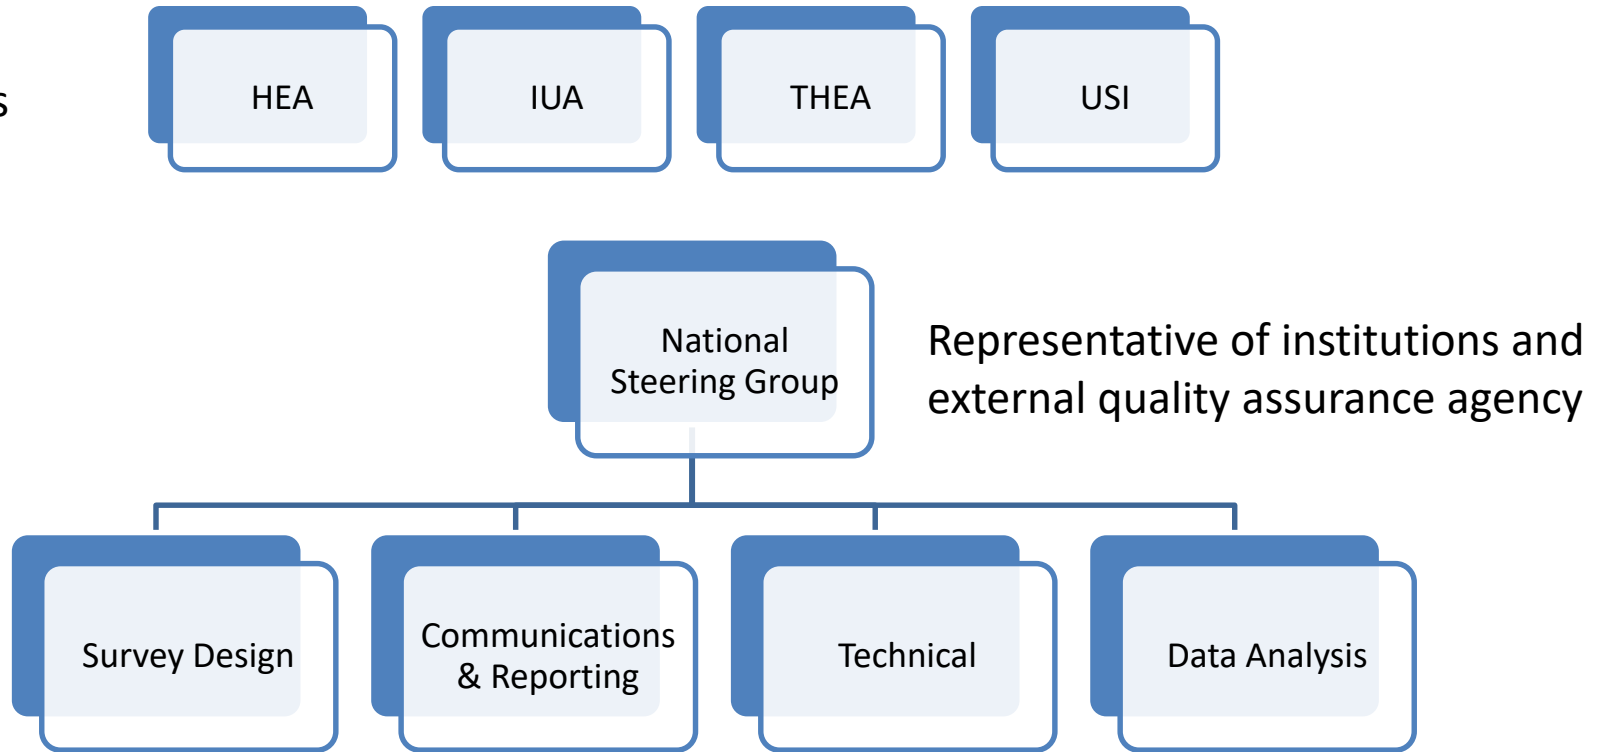 HEA
IUA
THEA
USI
National
Steering Group
Representative of institutions and
external quality assurance agency
Survey Design
Communications
& Reporting
Technical
Data Analysis